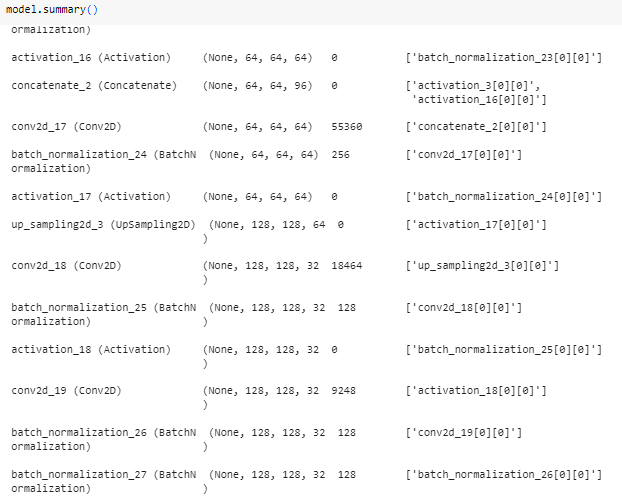 model.summary()
ormalization)
activation_16 (Activation) (None, 64, 64, 64) 0 ['batch_normalization_23[0][0]']
concatenate_2 (Concatenate) (None, 64, 64, 96) 0 ['activation_3[0][0]',
'activation_16[0][0]']
conv2d_17 (Conv2D) (None, 64, 64, 64) 55360 ['concatenate_2[0][0]']
batch_normalization_24 (BatchN (None, 64, 64, 64) 256 ['conv2d_17[0][0]']
ormalization)
activation_17 (Activation) (None, 64, 64, 64) 0 ['batch_normalization_24[0][0]']
up_sampling2d_3 (UpSampling2D) (None, 128, 128, 64 0 ['activation_17[0][0]']
)
conv2d_18 (Conv2D) (None, 128, 128, 32 18464 ['up_sampling2d_3[0][0]']
)
batch_normalization_25 (BatchN (None, 128, 128, 32 128 ['conv2d_18[0][0]']
ormalization) )
activation_18 (Activation) (None, 128, 128, 32 0 ['batch_normalization_25[0][0]']
)
conv2d_19 (Conv2D) (None, 128, 128, 32 9248 ['activation_18[0][0]']
)
batch_normalization_26 (BatchN (None, 128, 128, 32 128 ['conv2d_19[0][0]']
ormalization) )
batch_normalization_27 (BatchN (None, 128, 128, 32 128 ['batch_normalization_26[0][0]']
ormalization) )